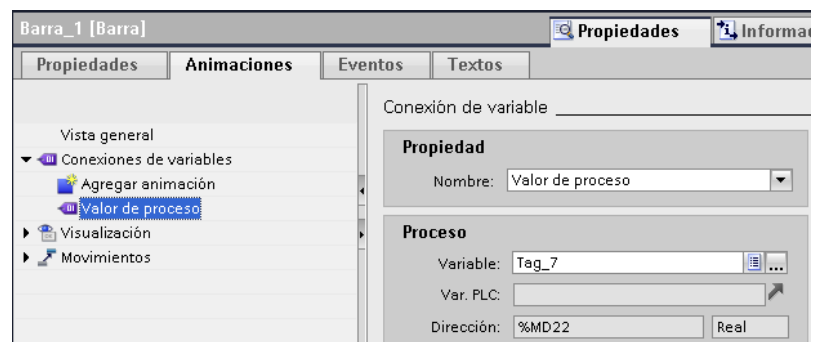 Barra_1 [Barra]
Propiedades
Informa
Propiedades
Animaciones
Eventos
Textos
Conexión de variable
Vista general
Conexiones de variables
Agregar animación
Valor de proceso
Visualización
Movimientos
Propiedad
Nombre: Valor de proceso
Proceso
Variable: Tag_7 ...
Var. PLC:
Dirección: %MD22 Real